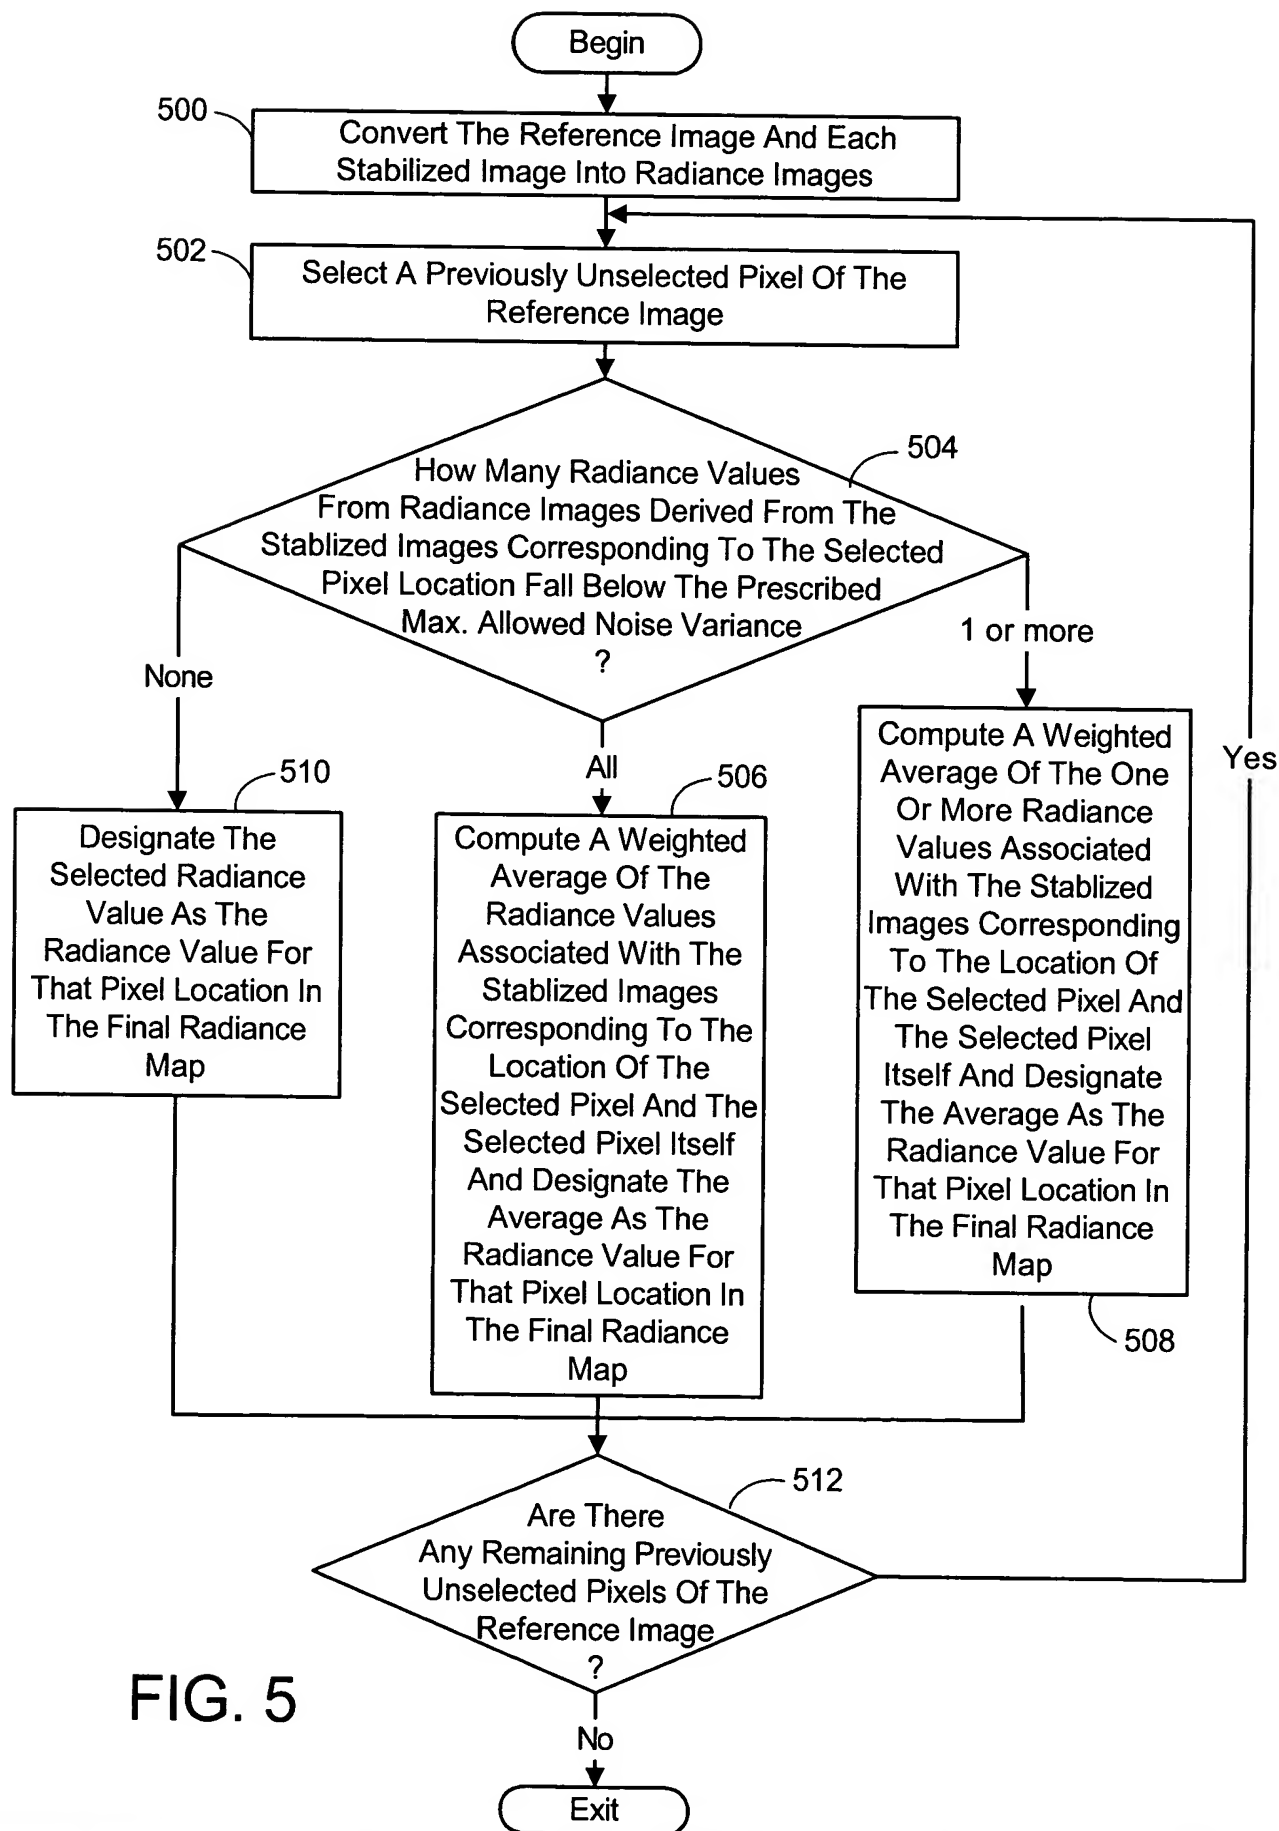 Begin
500
Convert The Reference Image And Each
Stabilized Image Into Radiance Images
502
Select A Previously Unselected Pixel Of The
Reference Image
504
How Many Radiance Values
From Radiance Images Derived From The
Stablized Images Corresponding To The Selected
Pixel Location Fall Below The Prescribed
Max. Allowed Noise Variance
?
None
All
1 or more
Yes
510
Designate The
Selected Radiance
Value As The
Radiance Value For
That Pixel Location In
The Final Radiance
Map
506
Compute A Weighted
Average Of The
Radiance Values
Associated With The
Stablized Images
Corresponding To The
Location Of The
Selected Pixel And The
Selected Pixel Itself
And Designate The
Average As The
Radiance Value For
That Pixel Location In
The Final Radiance
Map
Compute A Weighted
Average Of The One
Or More Radiance
Values Associated
With The Stablized
Images Corresponding
To The Location Of
The Selected Pixel And
The Selected Pixel
Itself And Designate
The Average As The
Radiance Value For
That Pixel Location In
The Final Radiance
Map
508
512
Are There
Any Remaining Previously
Unselected Pixels Of The
Reference Image
?
No
Exit
FIG. 5